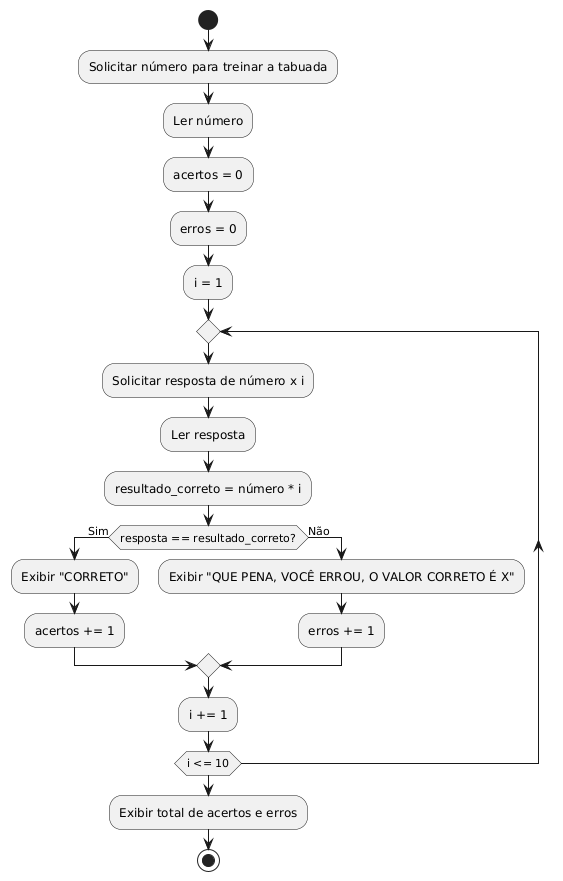 Solicitar número para treinar a tabuada
Ler número
acertos = 0
erros = 0
i = 1
Solicitar resposta de número x i
Ler resposta
resultado_correto = número * i
Sim
resposta == resultado_correto?
Não
Exibir "CORRETO"
Exibir "QUE PENA, VOCÊ ERROU, O VALOR CORRETO É X"
acertos += 1
erros += 1
i += 1
i <= 10
Exibir total de acertos e erros